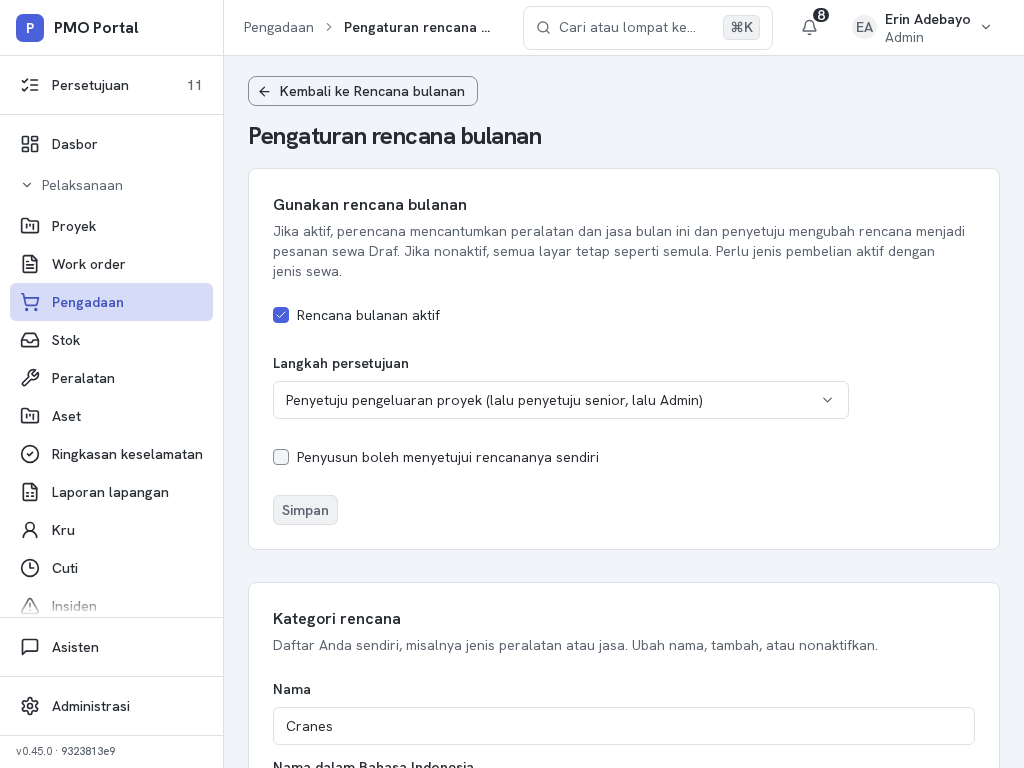 P PMO Portal
Pengadaan > Pengaturan rencana ...
Cari atau lompat ke... ⌘K
8
EA
Erin Adebayo
Admin
Persetujuan 11
Dasbor
Pelaksanaan
Proyek
Work order
Pengadaan
Stok
Peralatan
Aset
Ringkasan keselamatan
Laporan lapangan
Kru
Cuti
Insiden
Asisten
Administrasi
v0.45.0 · 9323813e9
Kembali ke Rencana bulanan
Pengaturan rencana bulanan
Gunakan rencana bulanan
Jika aktif, perencana mencantumkan peralatan dan jasa bulan ini dan penyetuju mengubah rencana menjadi
pesanan sewa Draf. Jika nonaktif, semua layar tetap seperti semula. Perlu jenis pembelian aktif dengan
jenis sewa.
Rencana bulanan aktif
Langkah persetujuan
Penyetuju pengeluaran proyek (lalu penyetuju senior, lalu Admin)
Penyusun boleh menyetujui rencananya sendiri
Simpan
Kategori rencana
Daftar Anda sendiri, misalnya jenis peralatan atau jasa. Ubah nama, tambah, atau nonaktifkan.
Nama
Cranes
Nama dalam Bahasa Indonesia